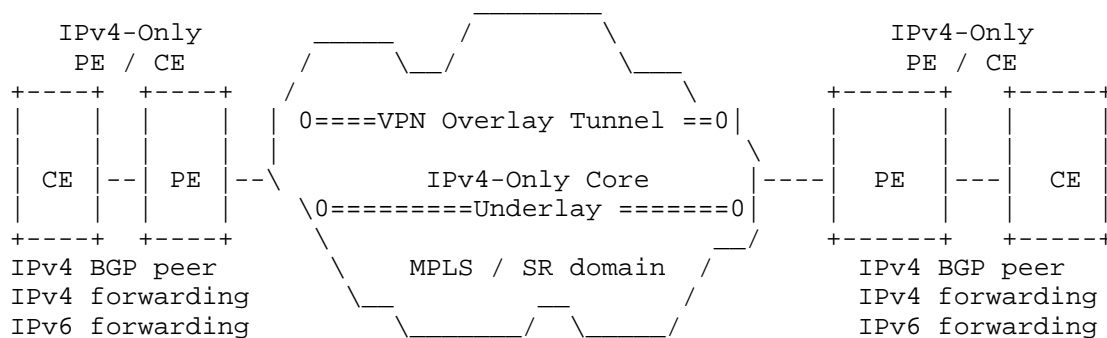 IPv4-Only IPv4-Only
PE / CE PE / CE
0====VPN Overlay Tunnel ==0
CE PE IPv4-Only Core PE CE
0=========Underlay =======0
IPv4 BGP peer MPLS / SR domain IPv4 BGP peer
IPv4 forwarding IPv4 forwarding
IPv6 forwarding IPv6 forwarding